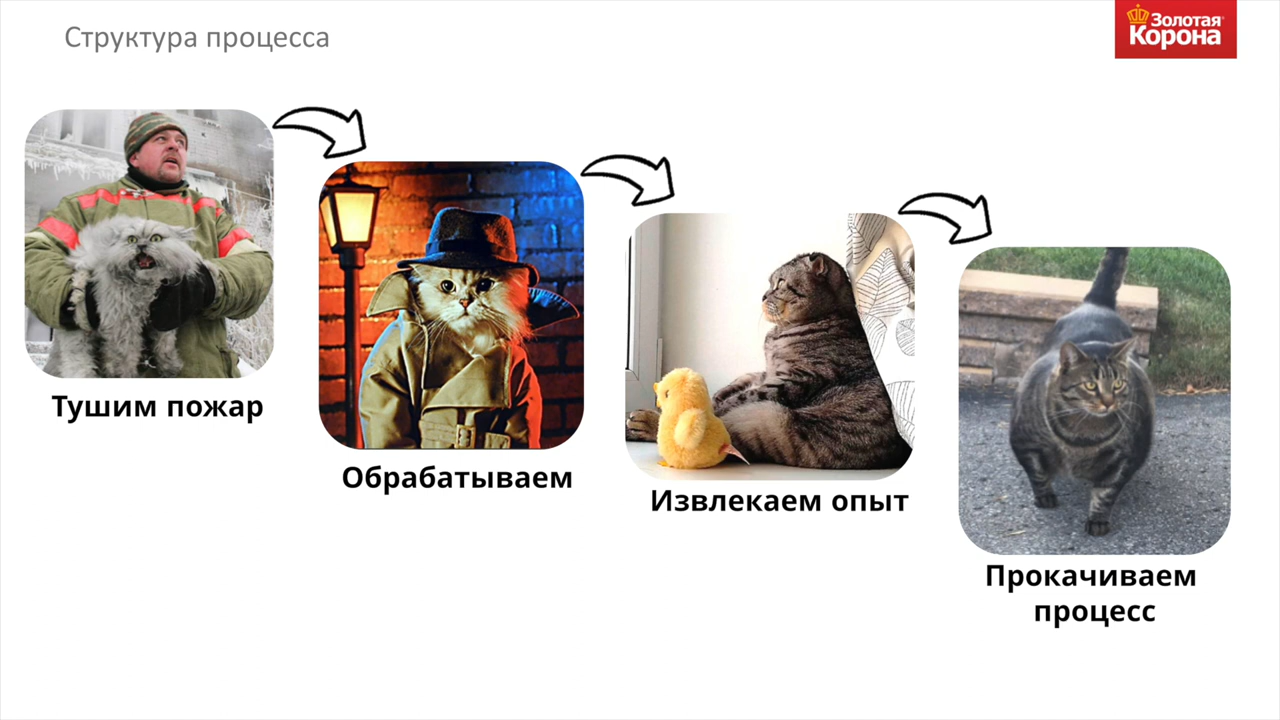 Структура процесса
Золотая
Корона
Тушим пожар
Обрабатываем
Извлекаем опыт
Прокачиваем
процесс